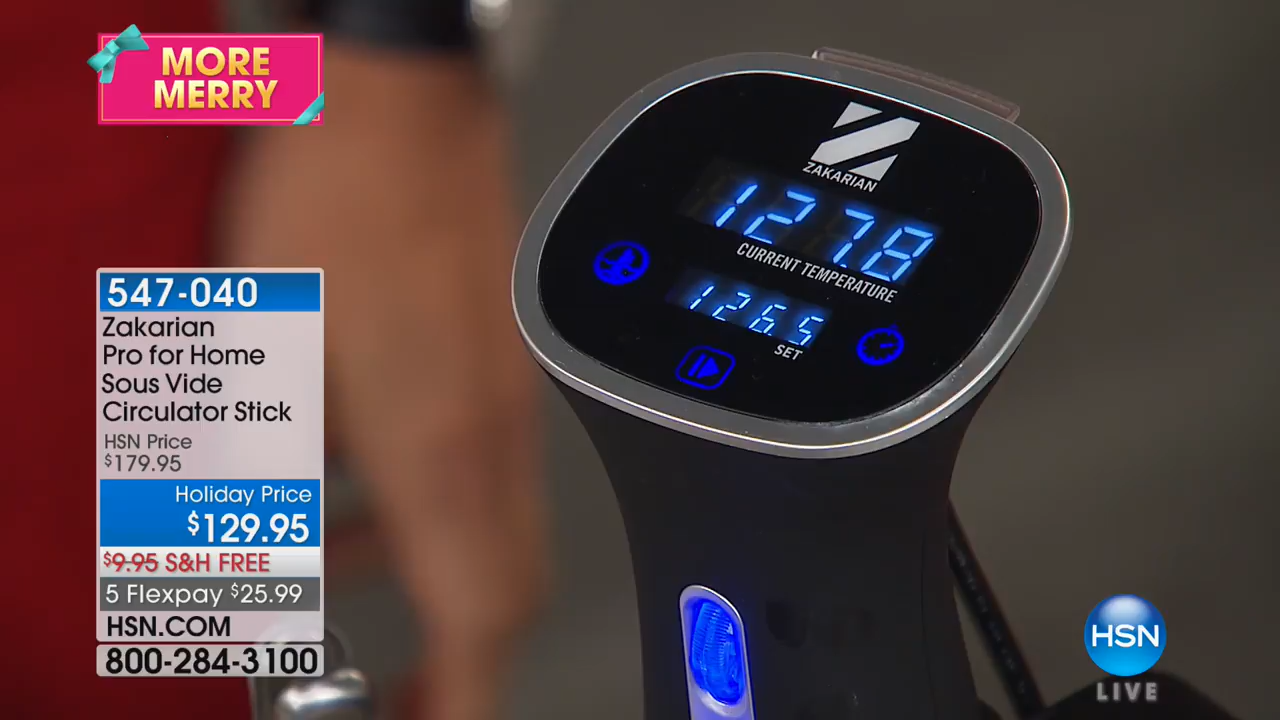 MORE
MERRY
547-040
Zakarian
Pro for Home
Sous Vide
Circulator Stick
HSN Price
$179.95
Holiday Price
$129.95
$9.95 S&H FREE
5 Flexpay $25.99
HSN.COM
800-284-3100
Z
ZAKARIAN
127.8
CURRENT TEMPERATURE
126.5
SET
HSN
LIVE